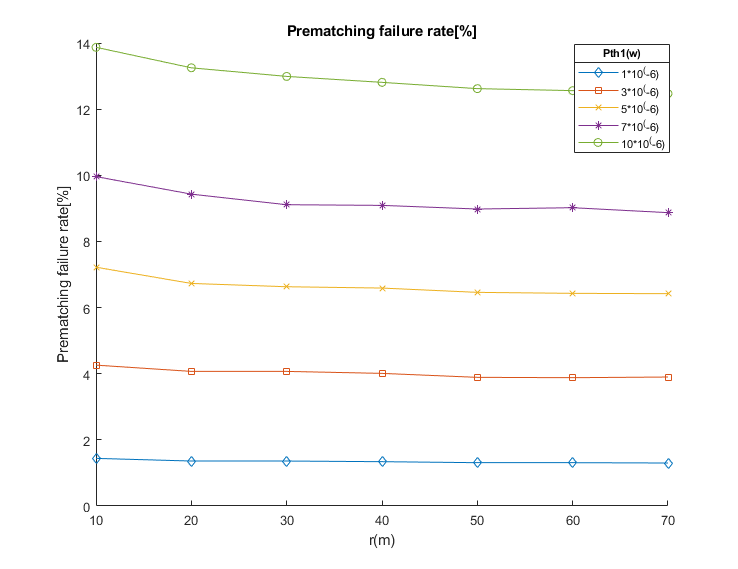 Prematching failure rate[%]
14
12
10
8
6
4
2
0
Prematching failure rate[%]
Pth1(w)
1*10^(-6)
3*10^(-6)
5*10^(-6)
7*10^(-6)
10*10^(-6)
10 20 30 40 50 60 70
r(m)